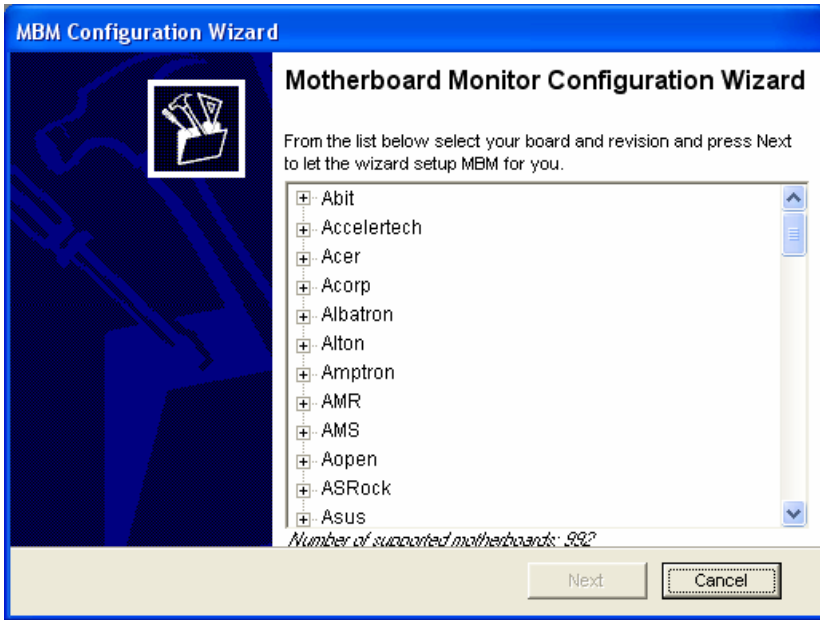 MBM Configuration Wizard
Motherboard Monitor Configuration Wizard
From the list below select your board and revision and press Next
to let the wizard setup MBM for you.
Abit
Accelertech
Acer
Acorp
Albatron
Alton
Amptron
AMR
AMS
Aopen
ASRock
Asus
Number of supported motherboards: 992
Next
Cancel